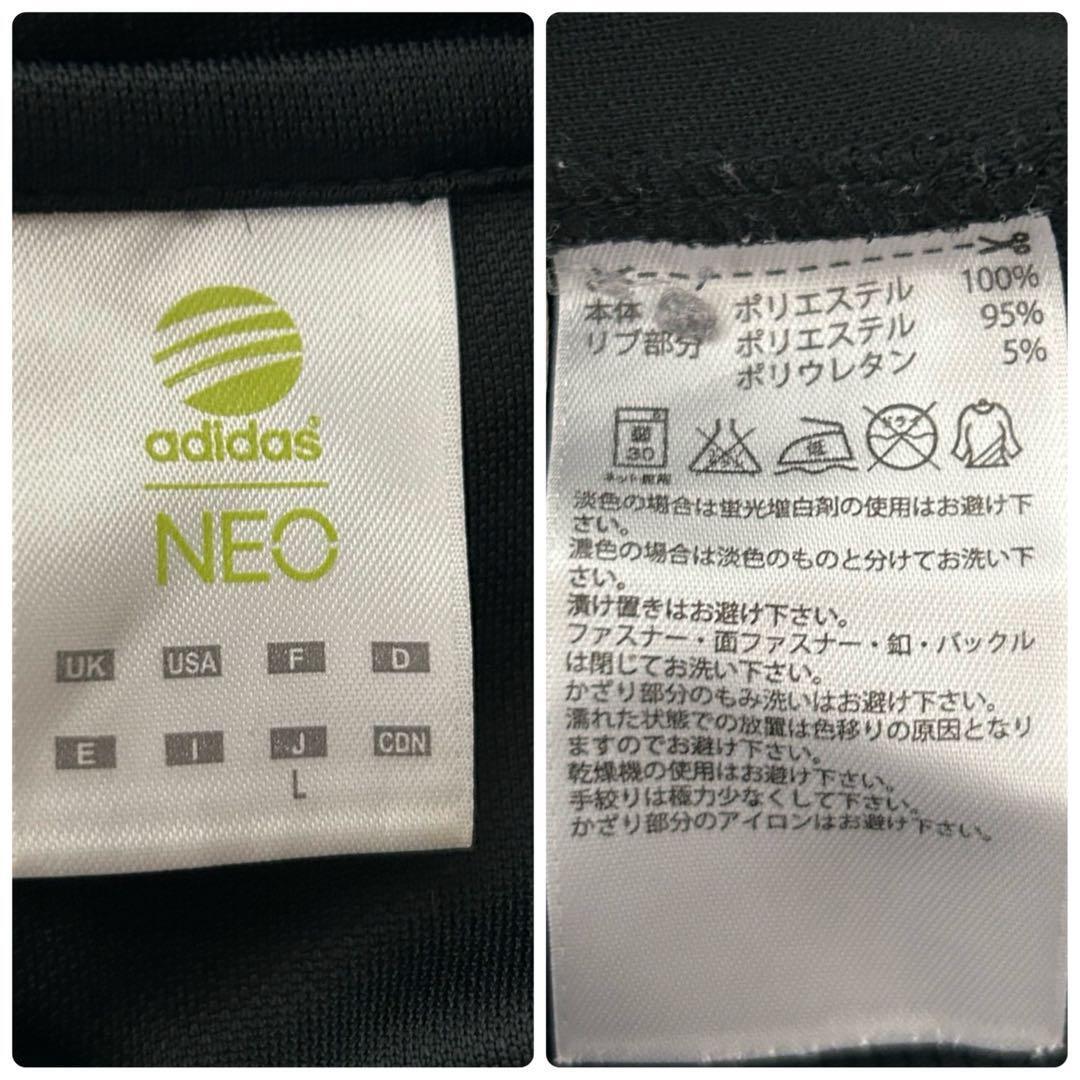 adidas®
NEO
UK USA F D
E I J CDN
L
本体 ポリエステル 100%
リブ部分 ポリエステル 95%
ポリウレタン 5%
30
ネット使用
低
淡色の場合は蛍光増白剤の使用はお避け下
さい。
濃色の場合は淡色のものと分けてお洗い下
さい。
漬け置きはお避け下さい。
ファスナー・面ファスナー・釦・バックル
は閉じてお洗い下さい。
かざり部分のもみ洗いはお避け下さい。
濡れた状態での放置は色移りの原因となり
ますのでお避け下さい。
乾燥機の使用はお避け下さい。
手絞りは極力少なくして下さい。
かざり部分のアイロンはお避け下さい。